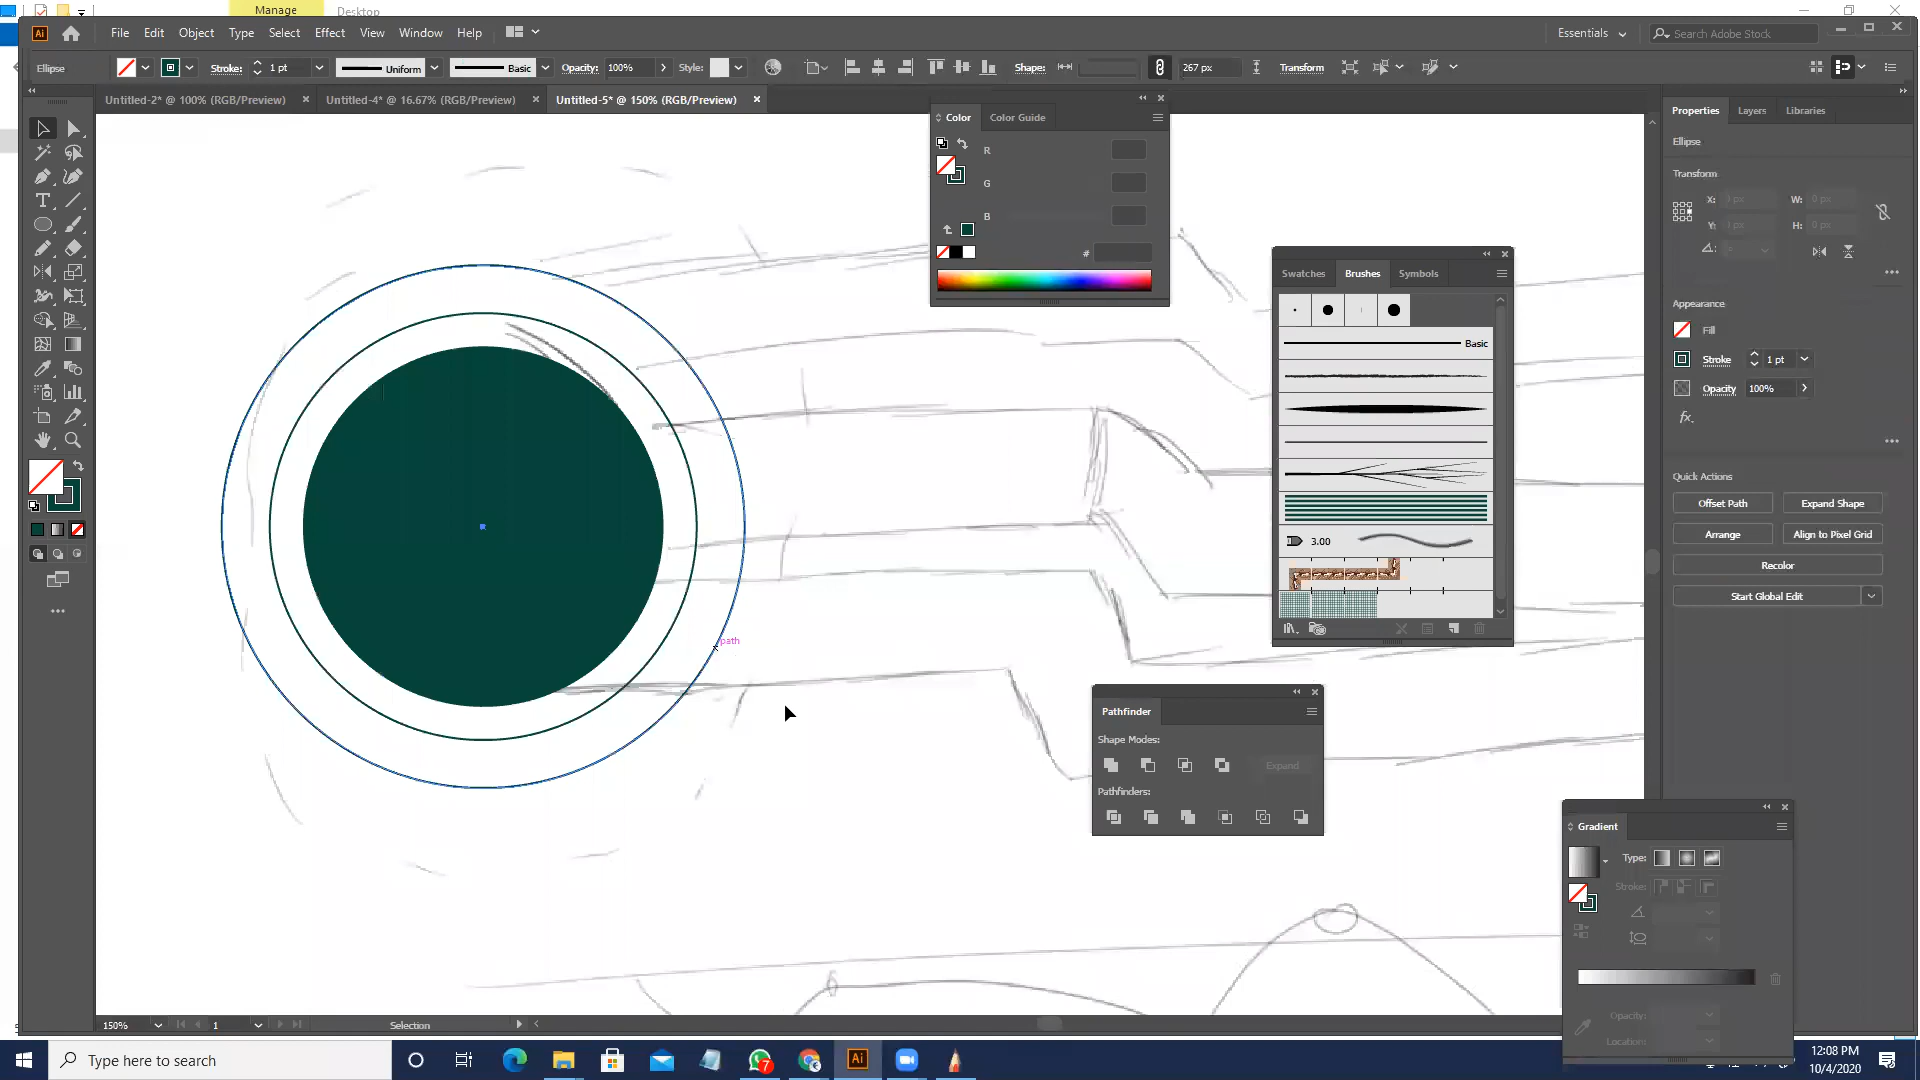 Manage
Desktop
Ai
File Edit Object Type Select Effect View Window Help
Essentials
Search Adobe Stock
Ellipse
Stroke: 1 pt
Uniform
Basic
Opacity: 100%
Style:
Shape:
267 px
Transform
Untitled-2* @ 100% (RGB/Preview) ×
Untitled-4* @ 16.67% (RGB/Preview) ×
Untitled-5* @ 150% (RGB/Preview) ×
Color
Color Guide
R
G
B
#
Swatches
Brushes
Symbols
Basic
3.00
path
Pathfinder
Shape Modes:
Expand
Pathfinders:
Properties
Layers
Libraries
Ellipse
Transform
X: W:
Y: H:
Appearance
Fill
Stroke 1 pt
Opacity 100%
fx.
Quick Actions
Offset Path
Expand Shape
Arrange
Align to Pixel Grid
Recolor
Start Global Edit
Gradient
Type:
Stroke:
Opacity:
Location:
150%
1
Selection
Type here to search
7
Ai
12:08 PM
10/4/2020